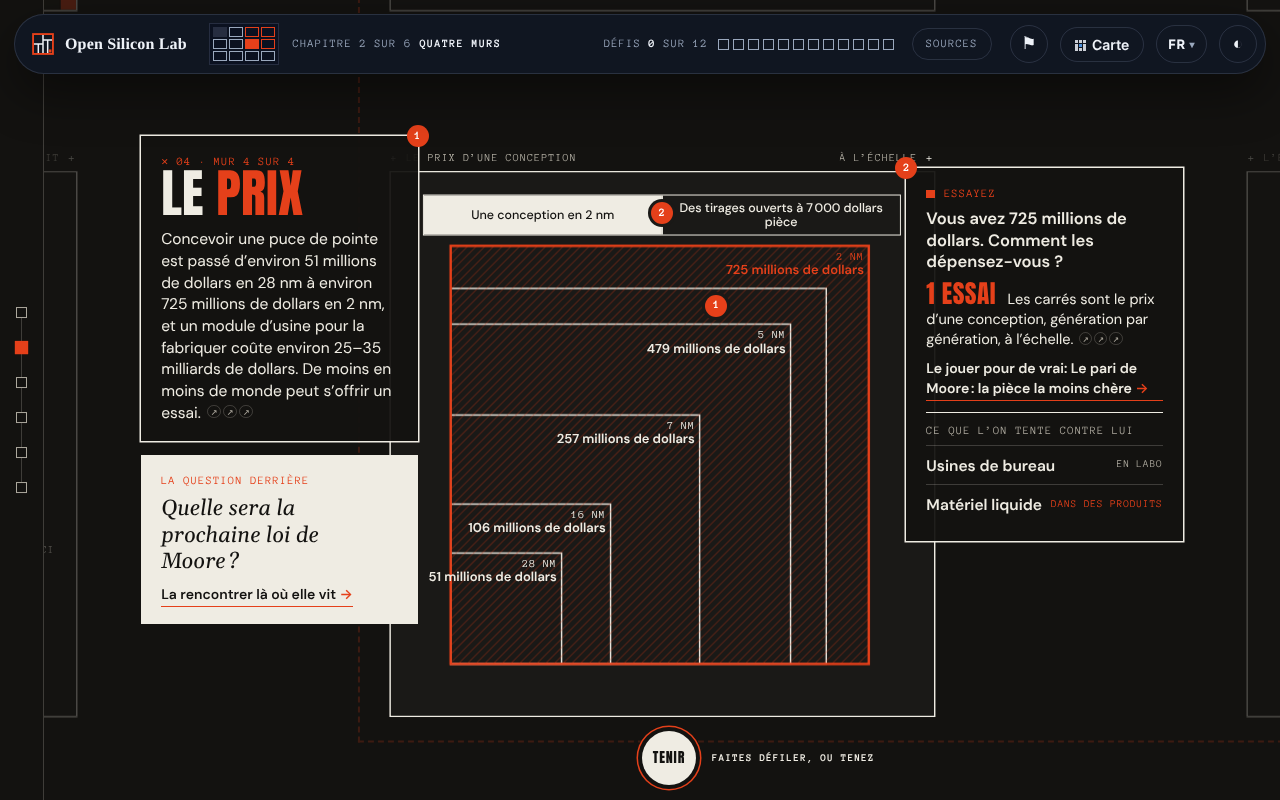 Open Silicon Lab
CHAPITRE 2 SUR 6 QUATRE MURS
DÉFIS 0 SUR 12
SOURCES
Carte
FR
1
× 04 · MUR 4 SUR 4
LE PRIX
Concevoir une puce de pointe
est passé d’environ 51 millions
de dollars en 28 nm à environ
725 millions de dollars en 2 nm,
et un module d’usine pour la
fabriquer coûte environ 25–35
milliards de dollars. De moins en
moins de monde peut s’offrir un
essai.
LA QUESTION DERRIÈRE
Quelle sera la
prochaine loi de
Moore ?
La rencontrer là où elle vit →
PRIX D’UNE CONCEPTION
À L’ÉCHELLE +
Une conception en 2 nm
2
Des tirages ouverts à 7 000 dollars
pièce
2 NM
725 millions de dollars
1
5 NM
479 millions de dollars
7 NM
257 millions de dollars
16 NM
106 millions de dollars
28 NM
51 millions de dollars
2
ESSAYEZ
Vous avez 725 millions de
dollars. Comment les
dépensez-vous ?
1 ESSAI Les carrés sont le prix
d’une conception, génération par
génération, à l’échelle.
Le jouer pour de vrai: Le pari de
Moore : la pièce la moins chère →
CE QUE L’ON TENTE CONTRE LUI
Usines de bureau EN LABO
Matériel liquide DANS DES PRODUITS
TENIR
FAITES DÉFILER, OU TENEZ